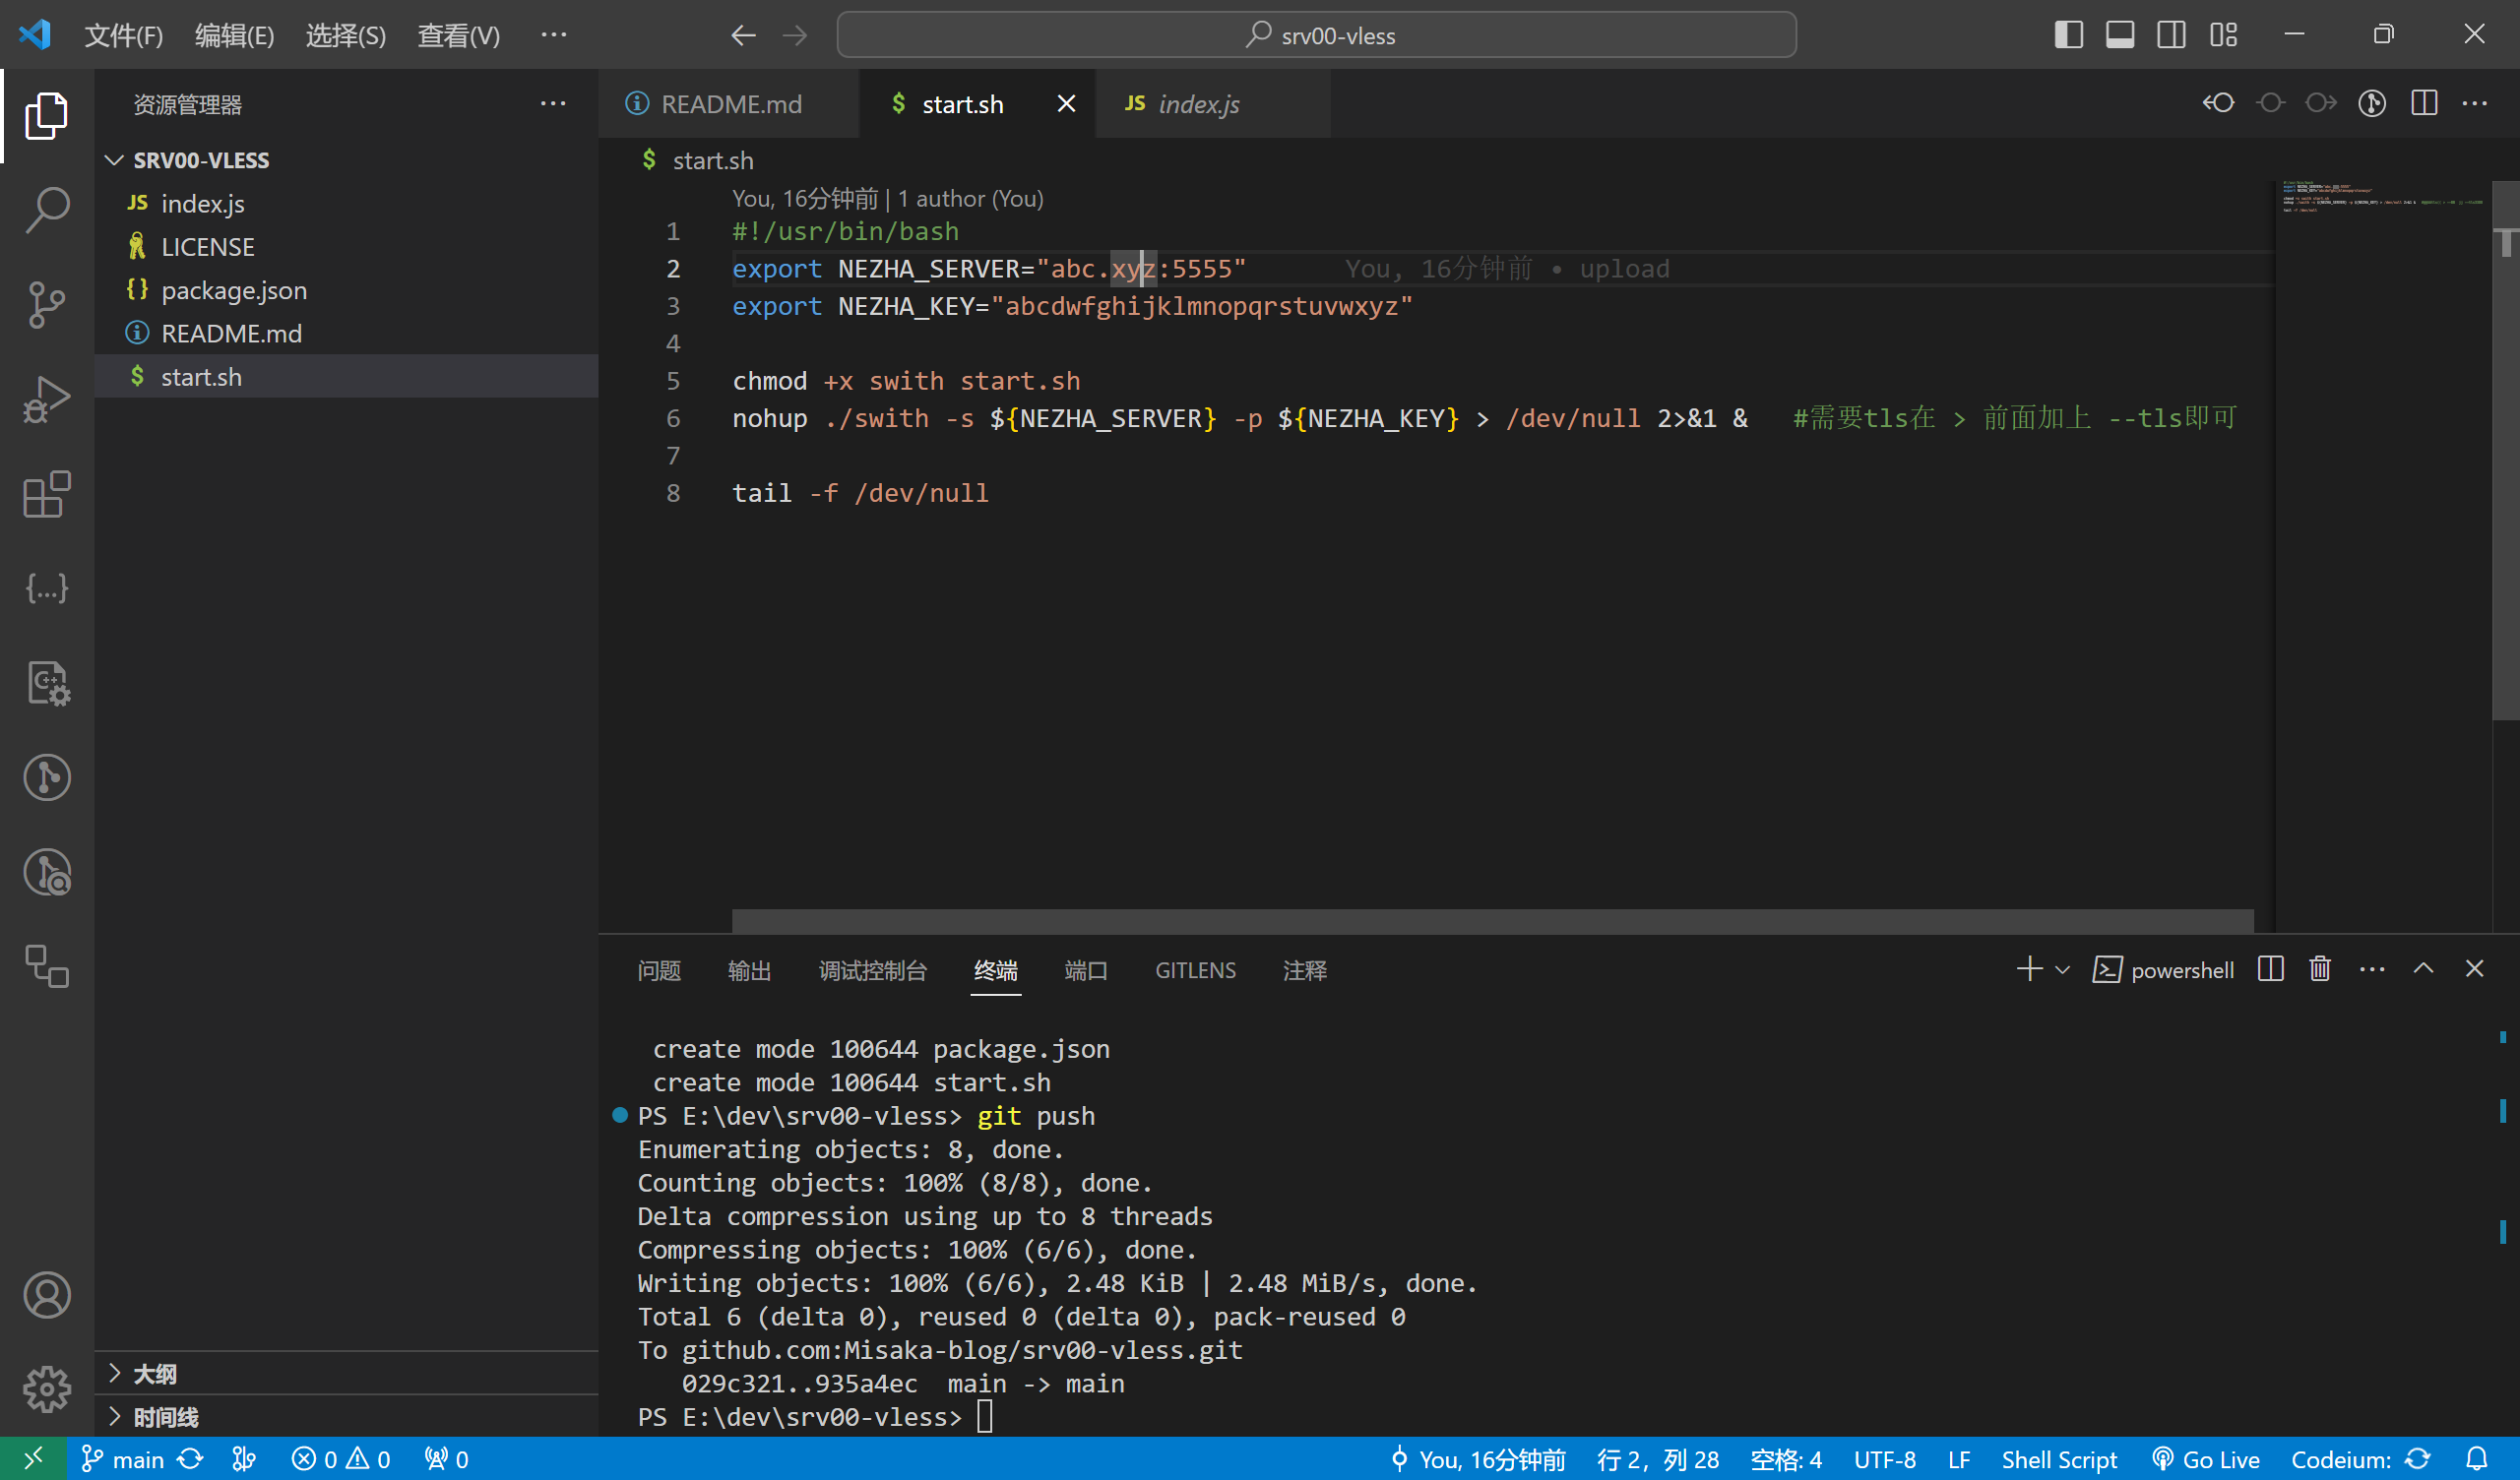 文件(F) 编辑(E) 选择(S) 查看(V) ··· srv00-vless
资源管理器 ···
SRV00-VLESS
JS index.js
LICENSE
{} package.json
README.md
$ start.sh
大纲
时间线
README.md $ start.sh JS index.js
$ start.sh
You, 16分钟前 | 1 author (You)
1 #!/usr/bin/bash
2 export NEZHA_SERVER="abc.xyz:5555" You, 16分钟前 • upload
3 export NEZHA_KEY="abcdwfghijklmnopqrstuvwxyz"
4
5 chmod +x swith start.sh
6 nohup ./swith -s ${NEZHA_SERVER} -p ${NEZHA_KEY} > /dev/null 2>&1 & #需要tls在 > 前面加上 --tls即可
7
8 tail -f /dev/null
问题 输出 调试控制台 终端 端口 GITLENS 注释 powershell
create mode 100644 package.json
create mode 100644 start.sh
PS E:\dev\srv00-vless> git push
Enumerating objects: 8, done.
Counting objects: 100% (8/8), done.
Delta compression using up to 8 threads
Compressing objects: 100% (6/6), done.
Writing objects: 100% (6/6), 2.48 KiB | 2.48 MiB/s, done.
Total 6 (delta 0), reused 0 (delta 0), pack-reused 0
To github.com:Misaka-blog/srv00-vless.git
029c321..935a4ec main -> main
PS E:\dev\srv00-vless>
main 0 0 0 You, 16分钟前 行 2，列 28 空格: 4 UTF-8 LF Shell Script Go Live Codeium: